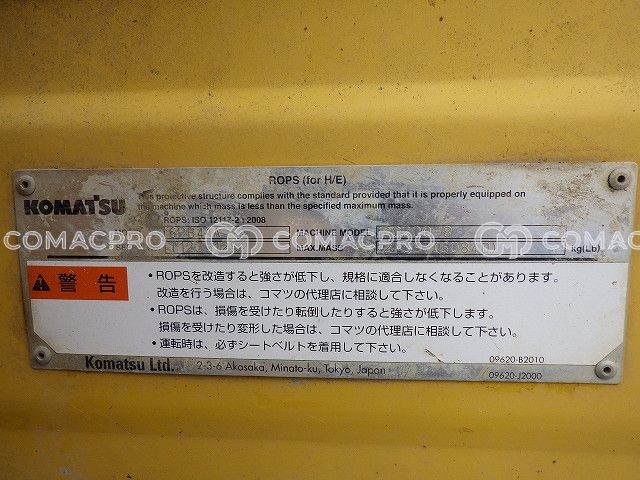 ROPS (for H/E)
KOMATSU
This protective structure complies with the standard provided that it is properly equipped on
the machine which mass is less than the specified maximum mass.
ROPS: ISO 12117-2 : 2008
MACHINE MODEL
MAX.MASS kg(Lb)
COMACPRO COMACPRO COMACPRO
警告
・ROPSを改造すると強さが低下し、規格に適合しなくなることがあります。
改造を行う場合は、コマツの代理店に相談して下さい。
・ROPSは、損傷を受けたり転倒したりすると強さが低下します。
損傷を受けたり変形した場合は、コマツの代理店に相談して下さい。
・運転時は、必ずシートベルトを着用して下さい。
09620-B2010
Komatsu Ltd. 2-3-6 Akasaka, Minato-ku, Tokyo, Japan
09620-J2000